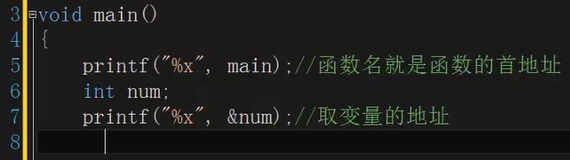 3 void main()
4 {
5 printf("%x", main);//函数名就是函数的首地址
6 int num;
7 printf("%x", &num);//取变量的地址
8